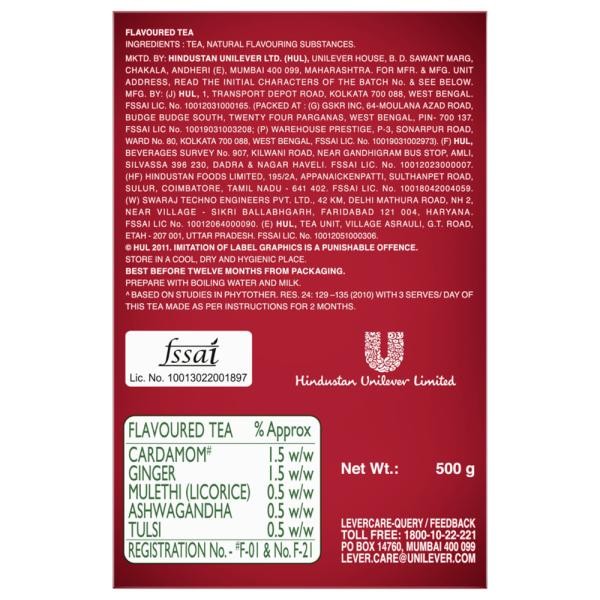 FLAVOURED TEA
INGREDIENTS : TEA, NATURAL FLAVOURING SUBSTANCES.
MKTD. BY: HINDUSTAN UNILEVER LTD. (HUL), UNILEVER HOUSE, B. D. SAWANT MARG,
CHAKALA, ANDHERI (E), MUMBAI 400 099, MAHARASHTRA. FOR MFR. & MFG. UNIT
ADDRESS, READ THE INITIAL CHARACTERS OF THE BATCH No. & SEE BELOW.
MFG. BY: (J) HUL, 1, TRANSPORT DEPOT ROAD, KOLKATA 700 088, WEST BENGAL.
FSSAI LIC. No. 10012031000165. (PACKED AT : (G) GSKR INC, 64-MOULANA AZAD ROAD,
BUDGE BUDGE SOUTH, TWENTY FOUR PARGANAS, WEST BENGAL, PIN- 700 137.
FSSAI LIC. No. 10019031003208; (P) WAREHOUSE PRESTIGE, P-3, SONARPUR ROAD,
WARD No. 80, KOLKATA 700 088, WEST BENGAL, FSSAI LIC. No. 10019031002973). (F) HUL,
BEVERAGES SURVEY No. 907, KILWANI ROAD, NEAR GANDHIGRAM BUS STOP, AMLI,
SILVASSA 396 230, DADRA & NAGAR HAVELI. FSSAI LIC. No. 10012023000007.
(HF) HINDUSTAN FOODS LIMITED, 195/2A, APPANAICKENPATTI, SULTHANPET ROAD,
SULUR, COIMBATORE, TAMIL NADU - 641 402. FSSAI LIC. No. 10018042004059.
(W) SWARAJ TECHNO ENGINEERS PVT. LTD., 42 KM, DELHI MATHURA ROAD, NH 2,
NEAR VILLAGE - SIKRI BALLABHGARH, FARIDABAD 121 004, HARYANA.
FSSAI LIC No. 10012064000090. (E) HUL, TEA UNIT, VILLAGE ASRAULI, G.T. ROAD,
ETAH - 207 001, UTTAR PRADESH. FSSAI LIC. No. 10012051000306.
© HUL 2011. IMITATION OF LABEL GRAPHICS IS A PUNISHABLE OFFENCE.
STORE IN A COOL, DRY AND HYGIENIC PLACE.
BEST BEFORE TWELVE MONTHS FROM PACKAGING.
PREPARE WITH BOILING WATER AND MILK.
^ BASED ON STUDIES IN PHYTOTHER. RES. 24: 129 –135 (2010) WITH 3 SERVES/ DAY OF
THIS TEA MADE AS PER INSTRUCTIONS FOR 2 MONTHS.
fssai
Lic. No. 10013022001897
Hindustan Unilever Limited
FLAVOURED TEA % Approx
CARDAMOM# 1.5 w/w
GINGER 1.5 w/w
MULETHI (LICORICE) 0.5 w/w
ASHWAGANDHA 0.5 w/w
TULSI 0.5 w/w
REGISTRATION No. - #F-01 & No. F-21
Net Wt.: 500 g
LEVERCARE-QUERY / FEEDBACK
TOLL FREE: 1800-10-22-221
PO BOX 14760, MUMBAI 400 099
LEVER.CARE@UNILEVER.COM